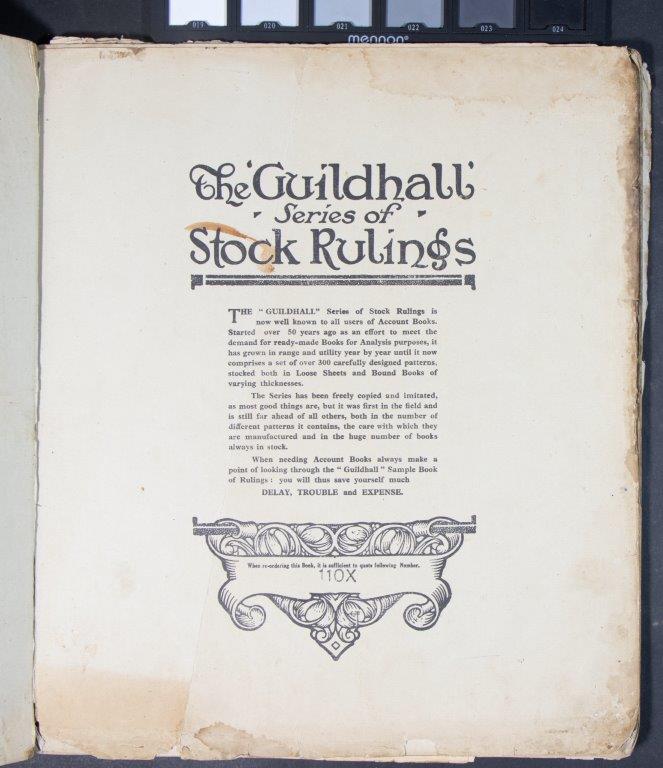 019 020 021 022 023 024
mennon®
The 'Guildhall'
Series of
Stock Rulings
THE "GUILDHALL" Series of Stock Rulings is
now well known to all users of Account Books.
Started over 50 years ago as an effort to meet the
demand for ready-made Books for Analysis purposes, it
has grown in range and utility year by year until it now
comprises a set of over 300 carefully designed patterns,
stocked both in Loose Sheets and Bound Books of
varying thicknesses.
The Series has been freely copied and imitated,
as most good things are, but it was first in the field and
is still far ahead of all others, both in the number of
different patterns it contains, the care with which they
are manufactured and in the huge number of books
always in stock.
When needing Account Books always make a
point of looking through the "Guildhall" Sample Book
of Rulings: you will thus save yourself much
DELAY, TROUBLE and EXPENSE.
When re-ordering this Book, it is sufficient to quote following Number.
110X